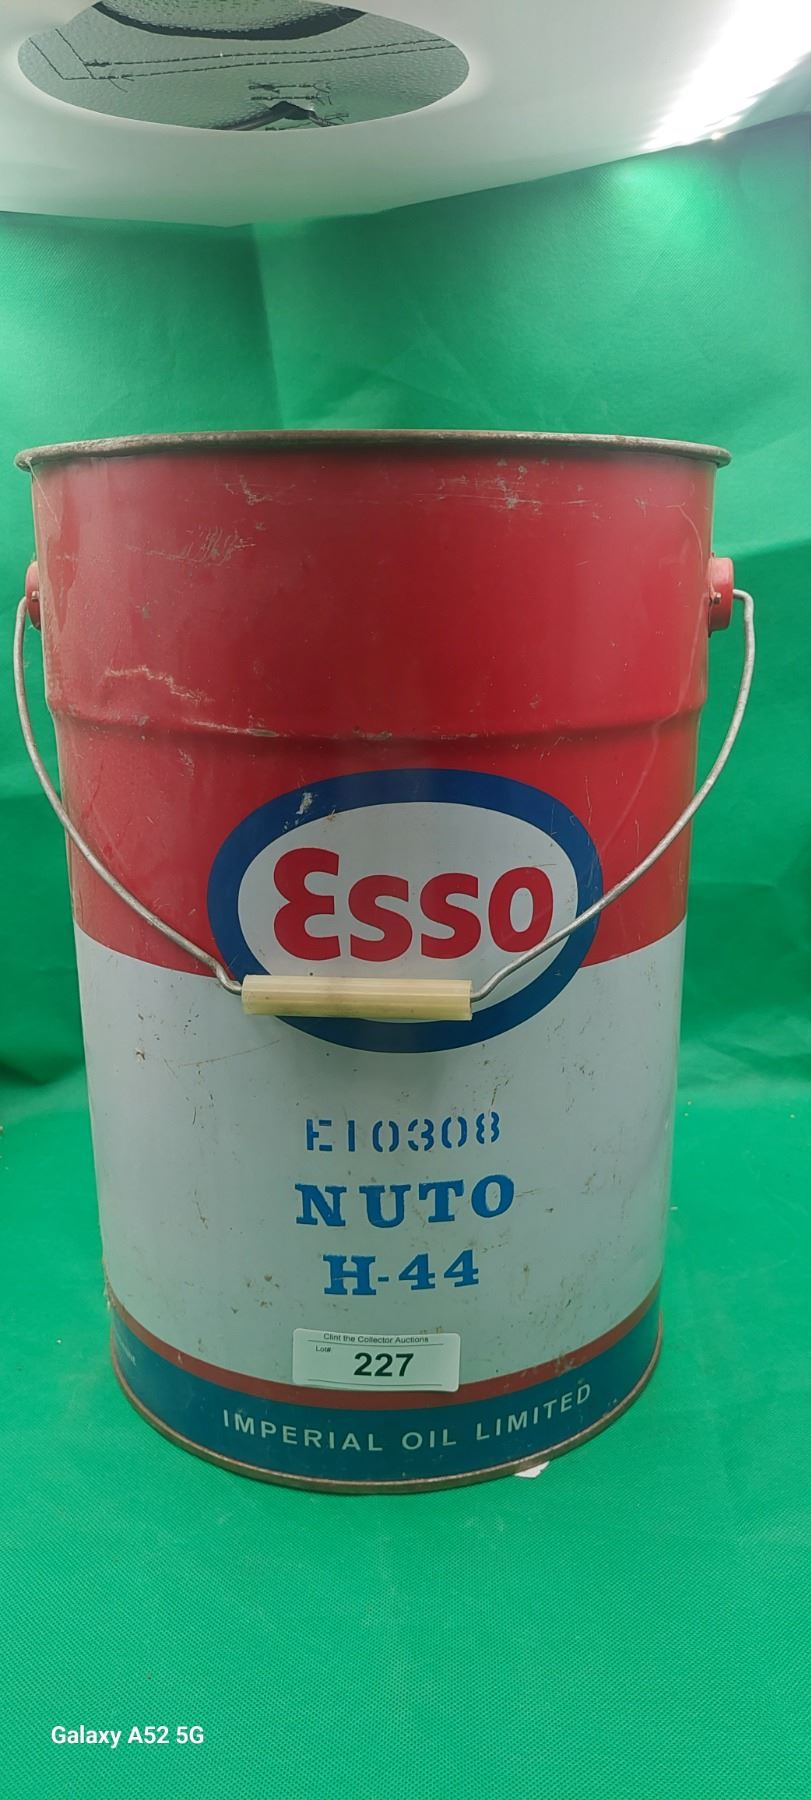 Esso
E10308
NUTO
H-44
Clint the Collector Auctions
Lot#
227
IMPERIAL OIL LIMITED
Galaxy A52 5G